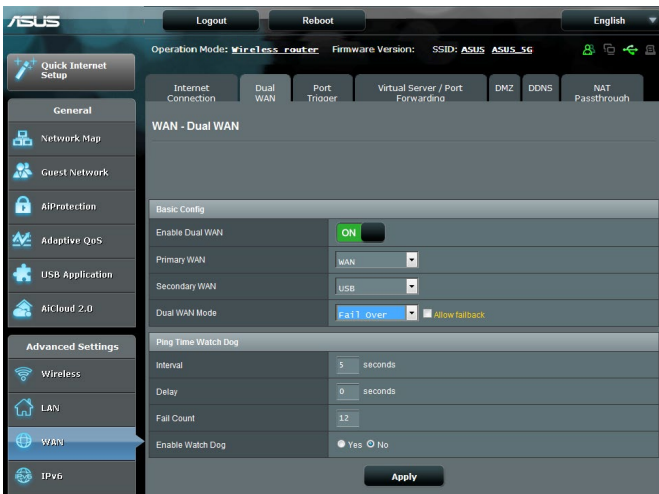 ASUS
Logout
Reboot
English
Operation Mode: Wireless router Firmware Version: SSID: ASUS ASUS_5G
Quick Internet
Setup
General
Network Map
Guest Network
AiProtection
Adaptive QoS
USB Application
AiCloud 2.0
Advanced Settings
Wireless
LAN
WAN
IPv6
Internet
Connection
Dual
WAN
Port
Trigger
Virtual Server / Port
Forwarding
DMZ
DDNS
NAT
Passthrough
WAN - Dual WAN
Basic Config
Enable Dual WAN ON
Primary WAN WAN
Secondary WAN USB
Dual WAN Mode Fail Over Allow failback
Ping Time Watch Dog
Interval 5 seconds
Delay 0 seconds
Fail Count 12
Enable Watch Dog Yes No
Apply